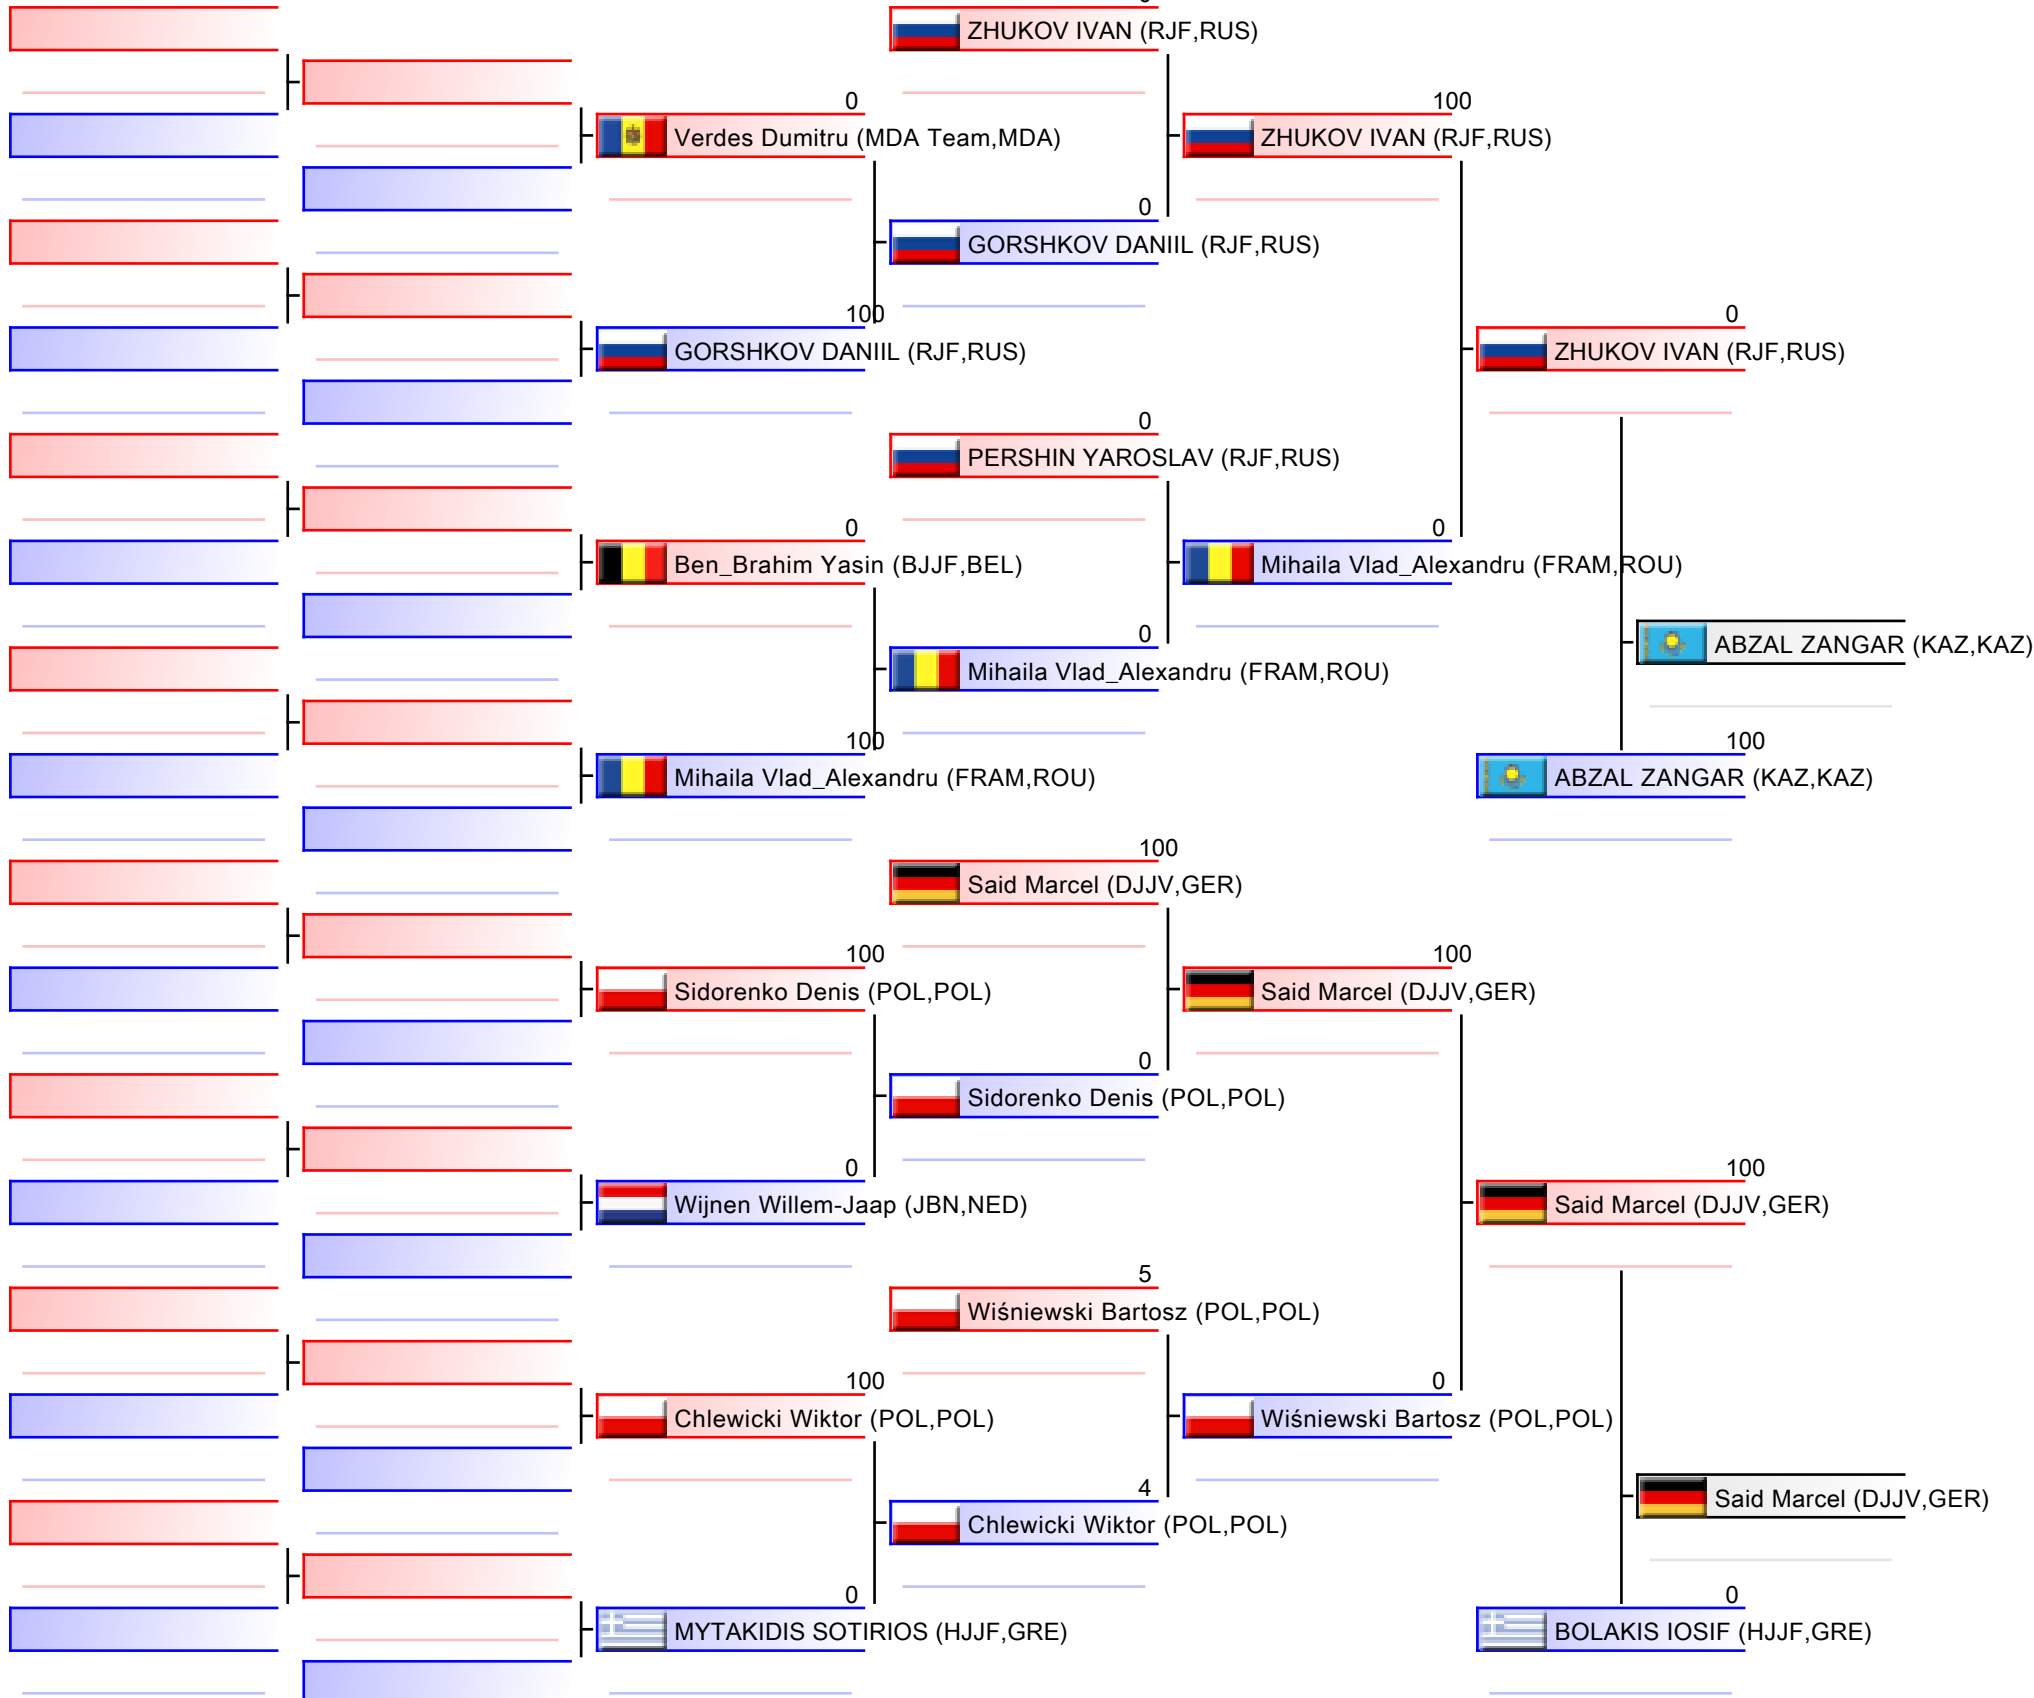 ZHUKOV IVAN (RJF,RUS)
0
100
Verdes Dumitru (MDA Team,MDA)
ZHUKOV IVAN (RJF,RUS)
0
GORSHKOV DANIIL (RJF,RUS)
100
0
GORSHKOV DANIIL (RJF,RUS)
ZHUKOV IVAN (RJF,RUS)
0
PERSHIN YAROSLAV (RJF,RUS)
0
0
Ben_Brahim Yasin (BJJF,BEL)
Mihaila Vlad_Alexandru (FRAM,ROU)
0
ABZAL ZANGAR (KAZ,KAZ)
Mihaila Vlad_Alexandru (FRAM,ROU)
100
100
Mihaila Vlad_Alexandru (FRAM,ROU)
ABZAL ZANGAR (KAZ,KAZ)
100
Said Marcel (DJJV,GER)
100
100
Sidorenko Denis (POL,POL)
Said Marcel (DJJV,GER)
0
Sidorenko Denis (POL,POL)
0
100
Wijnen Willem-Jaap (JBN,NED)
Said Marcel (DJJV,GER)
5
Wiśniewski Bartosz (POL,POL)
100
0
Chlewicki Wiktor (POL,POL)
Wiśniewski Bartosz (POL,POL)
4
Said Marcel (DJJV,GER)
Chlewicki Wiktor (POL,POL)
0
0
MYTAKIDIS SOTIRIOS (HJJF,GRE)
BOLAKIS IOSIF (HJJF,GRE)